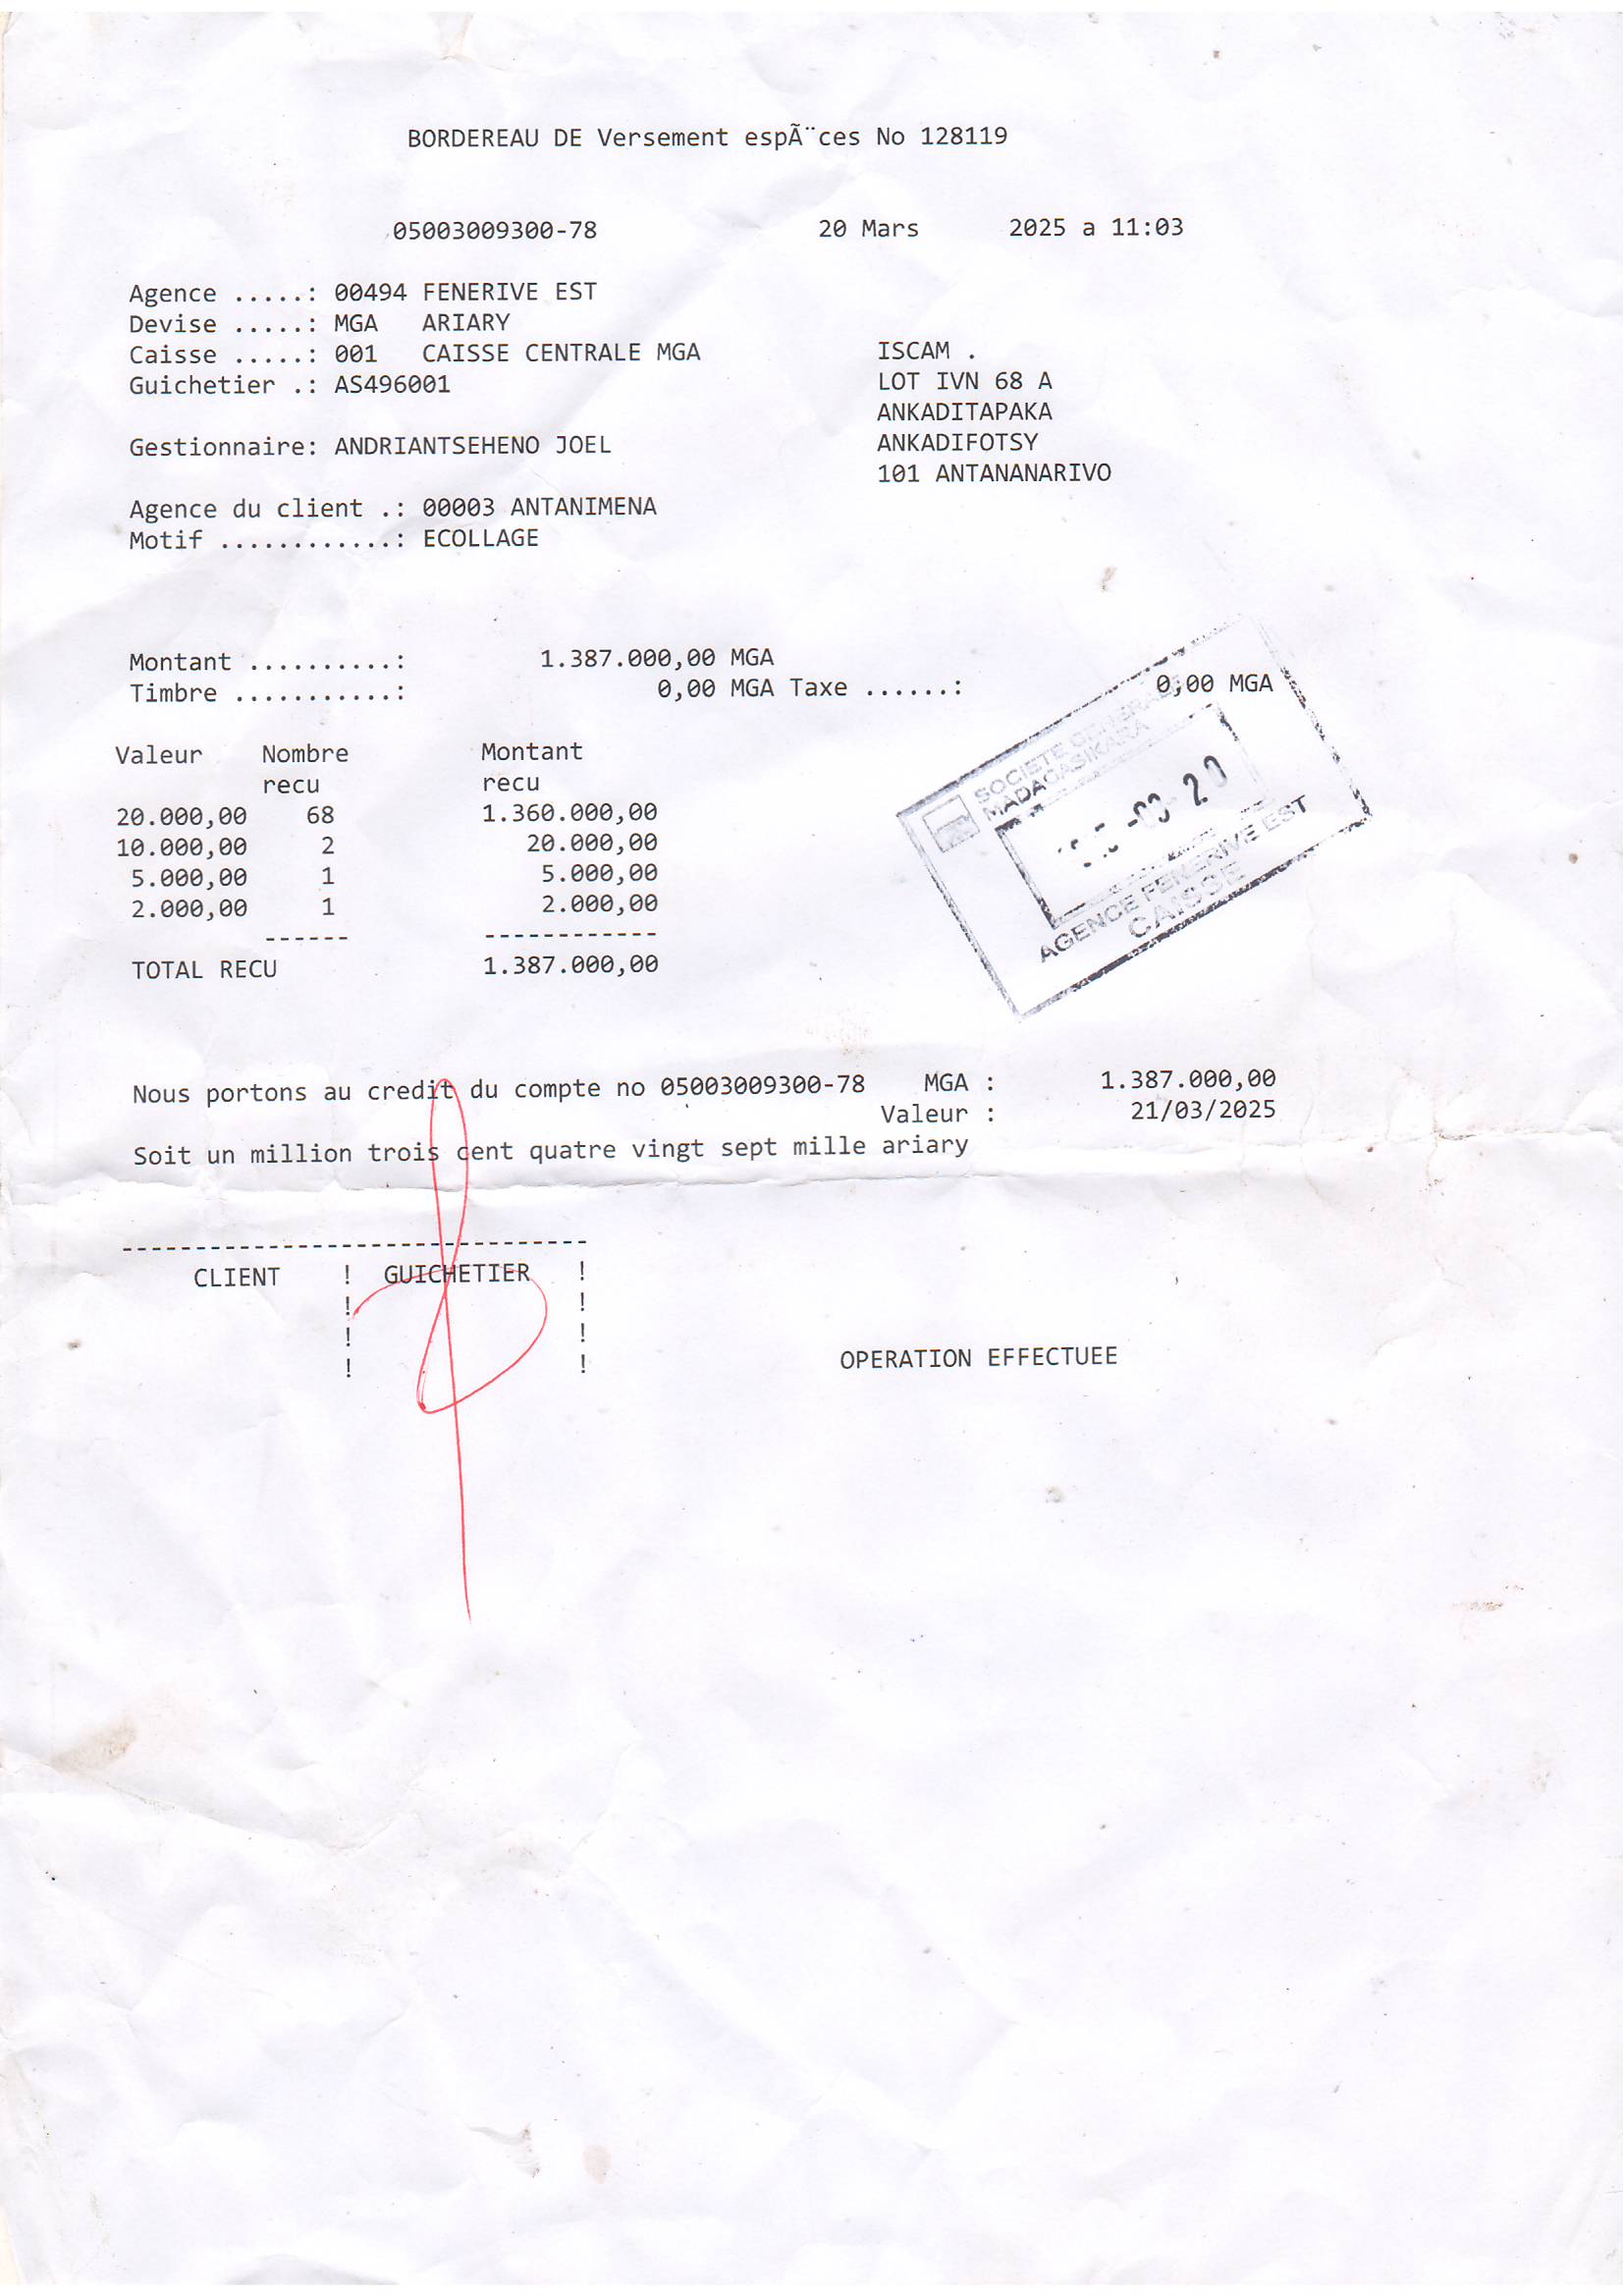 BORDEREAU DE Versement espÃ¨ces No 128119
05003009300-78 20 Mars 2025 a 11:03
Agence .....: 00494 FENERIVE EST
Devise .....: MGA ARIARY
Caisse .....: 001 CAISSE CENTRALE MGA
Guichetier .: AS496001
ISCAM .
LOT IVN 68 A
ANKADITAPAKA
ANKADIFOTSY
101 ANTANANARIVO
Gestionnaire: ANDRIANTSEHENO JOEL
Agence du client .: 00003 ANTANIMENA
Motif ............: ECOLLAGE
Montant ..........: 1.387.000,00 MGA
Timbre ...........: 0,00 MGA Taxe ......: 0,00 MGA
SOCIETE GENERALE
MADAGASIKARA
-03-20
AGENCE FENERIVE EST
CAISSE
Valeur Nombre Montant
recu recu
20.000,00 68 1.360.000,00
10.000,00 2 20.000,00
5.000,00 1 5.000,00
2.000,00 1 2.000,00
------ ------------
TOTAL RECU 1.387.000,00
Nous portons au credit du compte no 05003009300-78 MGA : 1.387.000,00
Valeur : 21/03/2025
Soit un million trois cent quatre vingt sept mille ariary
--------------------------------
CLIENT ! GUICHETIER !
! !
! !
! !
OPERATION EFFECTUEE